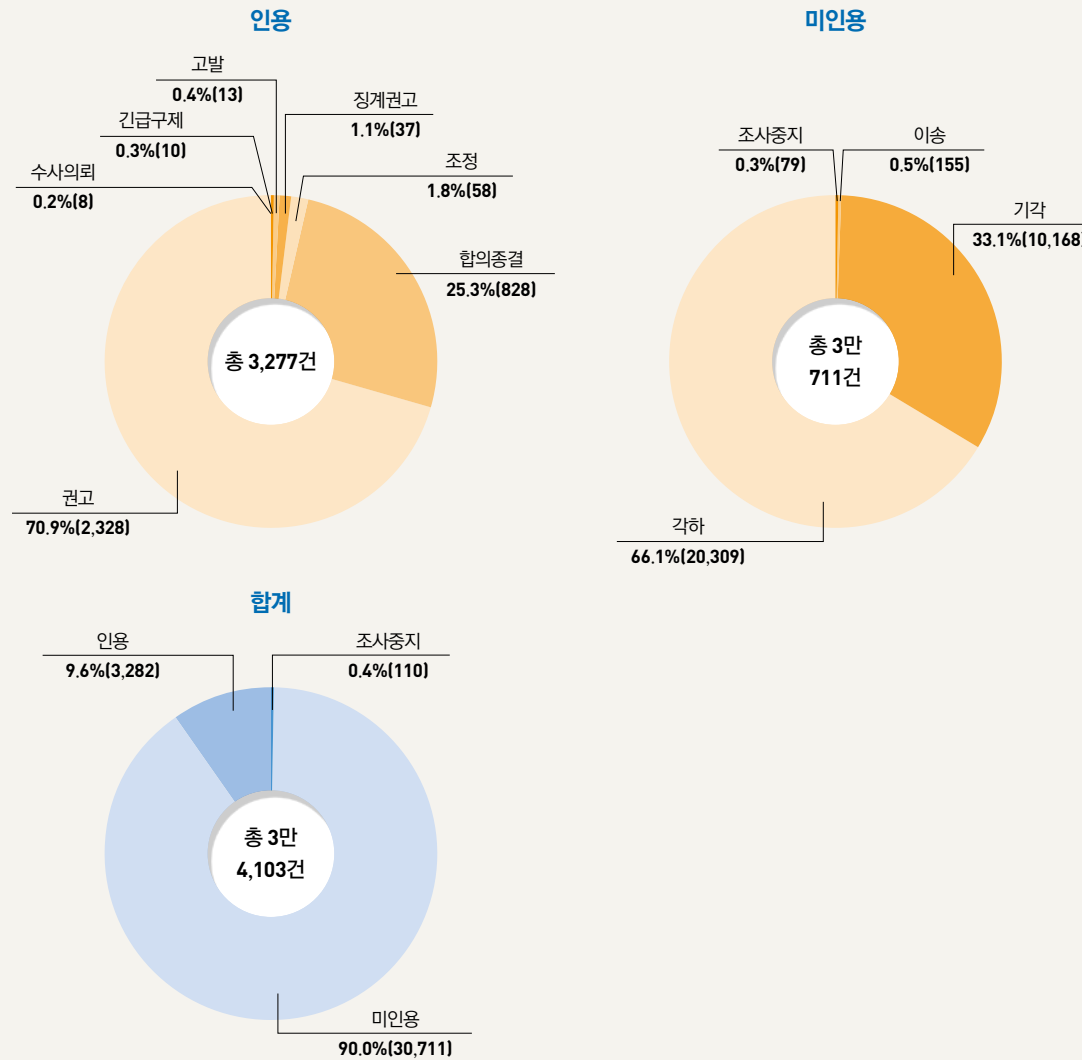 인용
고발
0.4%(13)
징계권고
1.1%(37)
긴급구제
0.3%(10)
조정
1.8%(58)
수사의뢰
0.2%(8)
합의종결
25.3%(828)
총 3,277건
권고
70.9%(2,328)
미인용
조사중지
0.3%(79)
이송
0.5%(155)
기각
33.1%(10,168)
총 3만
711건
각하
66.1%(20,309)
합계
인용
9.6%(3,282)
조사중지
0.4%(110)
총 3만
4,103건
미인용
90.0%(30,711)